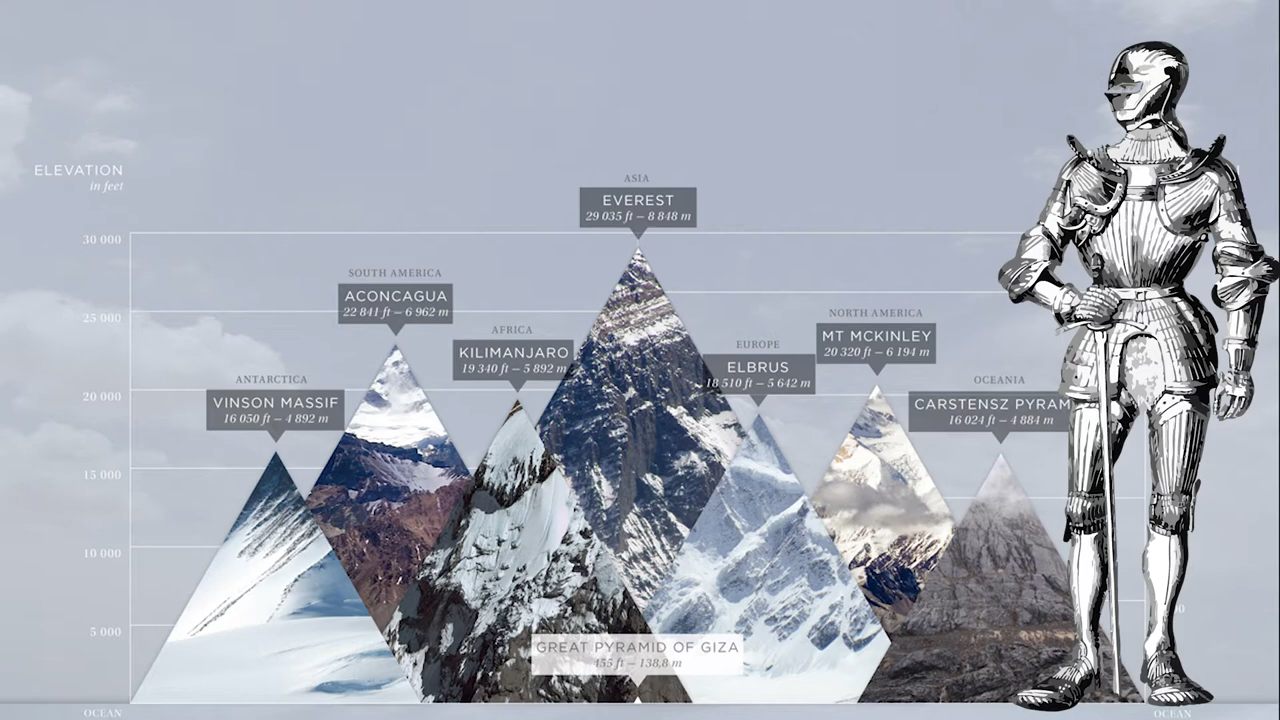 ELEVATION
in feet
30 000
25 000
20 000
15 000
10 000
5 000
OCEAN
ANTARCTICA
VINSON MASSIF
16 050 ft – 4 892 m
SOUTH AMERICA
ACONCAGUA
22 841 ft – 6 962 m
AFRICA
KILIMANJARO
19 340 ft – 5 892 m
ASIA
EVEREST
29 035 ft – 8 848 m
EUROPE
ELBRUS
18 510 ft – 5 642 m
NORTH AMERICA
MT MCKINLEY
20 320 ft – 6 194 m
OCEANIA
CARSTENSZ PYRAM
16 024 ft – 4 884 m
GREAT PYRAMID OF GIZA
455 ft – 138,8 m
OCEAN